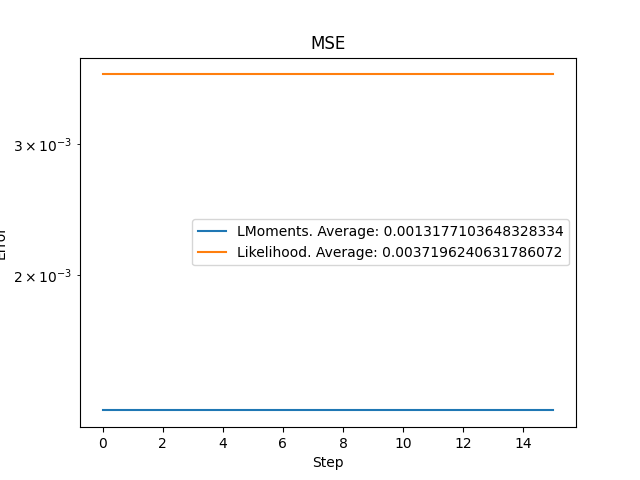 MSE
3 × 10⁻³
2 × 10⁻³
Error
LMoments. Average: 0.0013177103648328334
Likelihood. Average: 0.0037196240631786072
0 2 4 6 8 10 12 14
Step